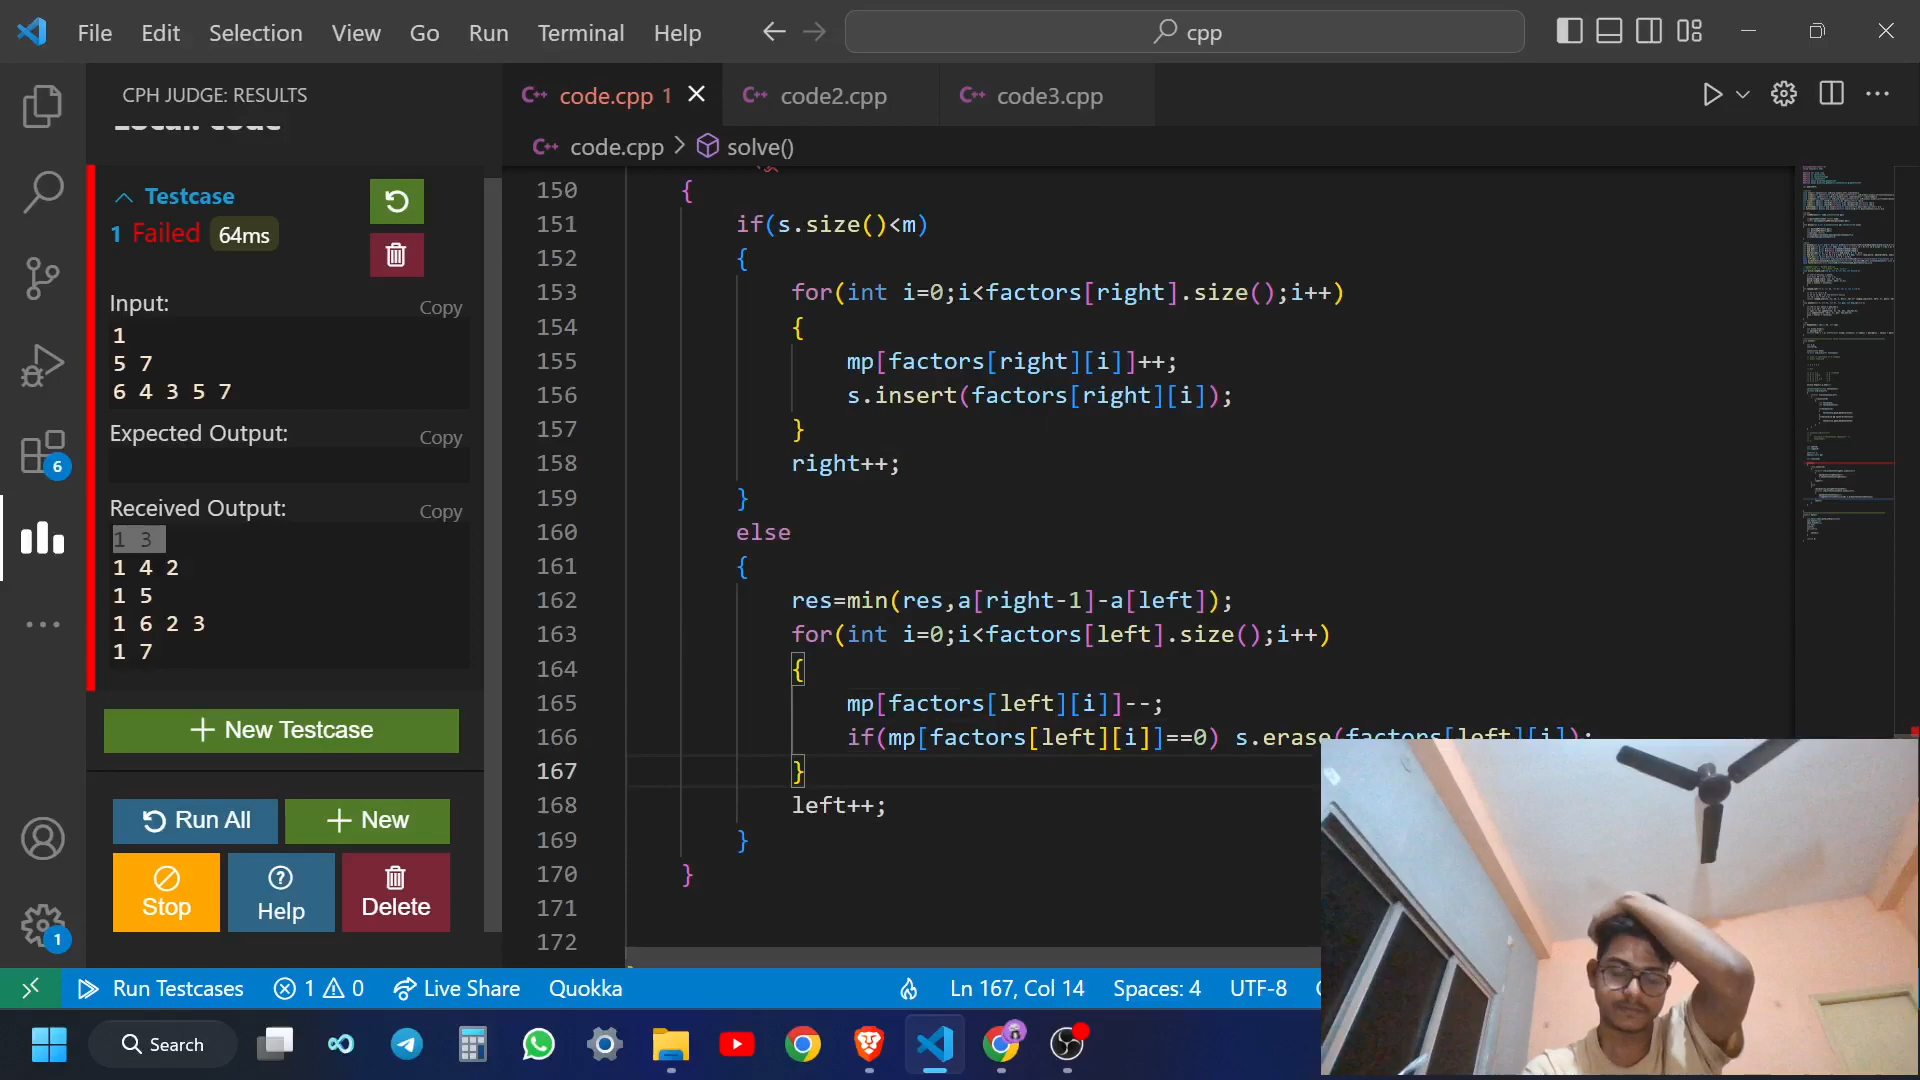 File Edit Selection View Go Run Terminal Help
cpp
CPH JUDGE: RESULTS
Local: code
Testcase
1 Failed 64ms
Input:
Copy
1
5 7
6 4 3 5 7
Expected Output:
Copy
Received Output:
Copy
1 3
1 4 2
1 5
1 6 2 3
1 7
New Testcase
Run All
New
Stop
Help
Delete
6
1
C++ code.cpp 1
C++ code2.cpp
C++ code3.cpp
C++ code.cpp > solve()
150 {
151 if(s.size()<m)
152 {
153 for(int i=0;i<factors[right].size();i++)
154 {
155 mp[factors[right][i]]++;
156 s.insert(factors[right][i]);
157 }
158 right++;
159 }
160 else
161 {
162 res=min(res,a[right-1]-a[left]);
163 for(int i=0;i<factors[left].size();i++)
164 {
165 mp[factors[left][i]]--;
166 if(mp[factors[left][i]]==0) s.erase(factors[left][i]);
167 }
168 left++;
169 }
170 }
171
172
Run Testcases
1 0
Live Share
Quokka
Ln 167, Col 14
Spaces: 4
UTF-8
Search